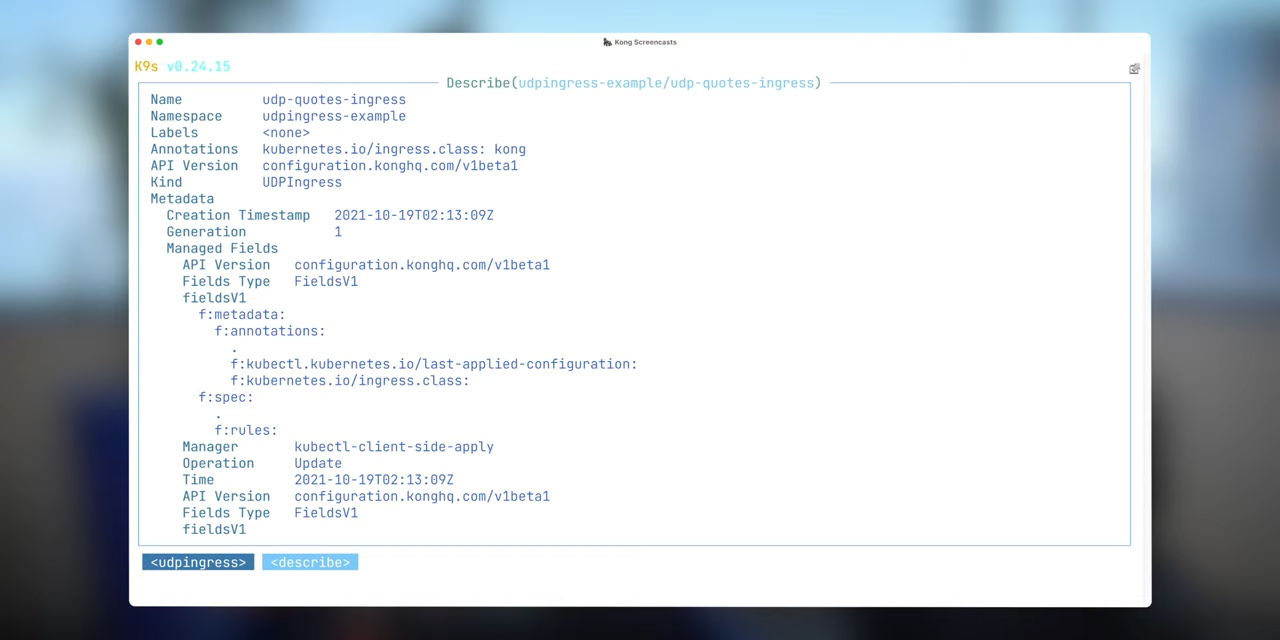 Kong Screencasts
K9s v0.24.15
Describe(udpingress-example/udp-quotes-ingress)
Name udp-quotes-ingress
Namespace udpingress-example
Labels <none>
Annotations kubernetes.io/ingress.class: kong
API Version configuration.konghq.com/v1beta1
Kind UDPIngress
Metadata
Creation Timestamp 2021-10-19T02:13:09Z
Generation 1
Managed Fields
API Version configuration.konghq.com/v1beta1
Fields Type FieldsV1
fieldsV1
f:metadata:
f:annotations:
.
f:kubectl.kubernetes.io/last-applied-configuration:
f:kubernetes.io/ingress.class:
f:spec:
.
f:rules:
Manager kubectl-client-side-apply
Operation Update
Time 2021-10-19T02:13:09Z
API Version configuration.konghq.com/v1beta1
Fields Type FieldsV1
fieldsV1
<udpingress> <describe>